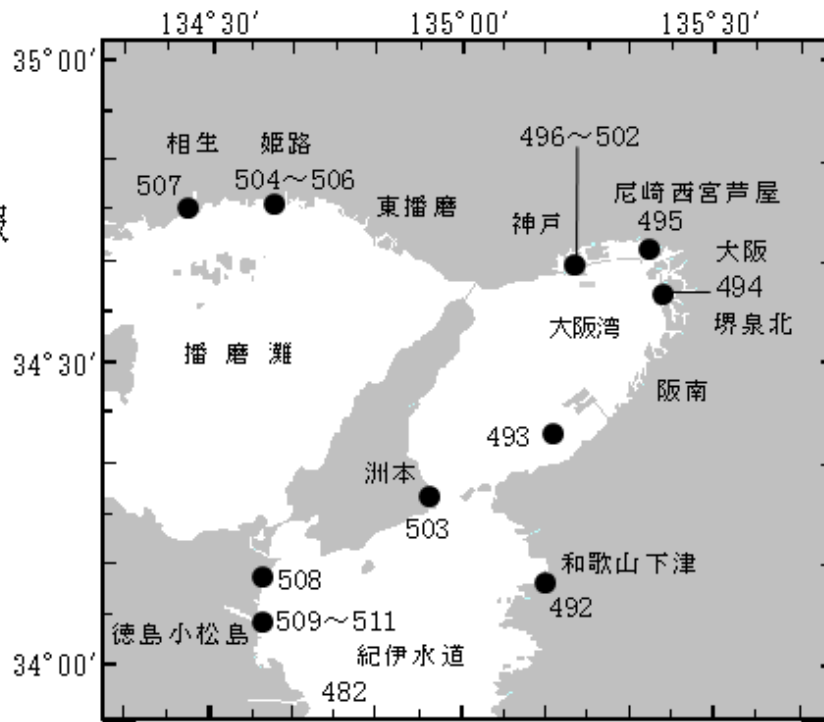 134°30′ 135°00′ 135°30′
35°00′
相生 姫路 496～502
507 504～506 東播磨 神戸 尼崎西宮芦屋
495
大阪
494
大阪湾 堺泉北
播磨灘
34°30′
阪南
493
洲本
503
508 和歌山下津
492
509～511
徳島小松島 紀伊水道
34°00′
482